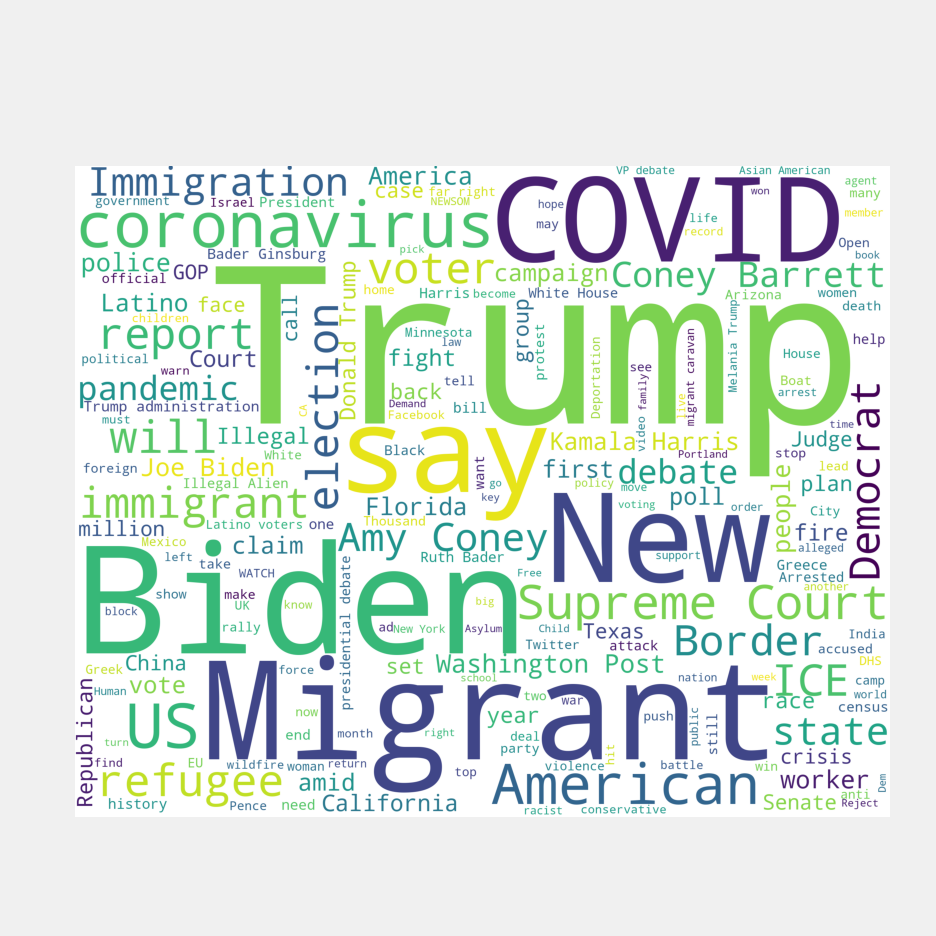 VP debate
Asian American
Immigration
America
COVID
agent
many
government
Israel
President
case
far right
NEWSOM
hope
won
life
member
coronavirus
may
record
Open
book
pick
police
official
GOP
Bader Ginsburg
voter
campaign
Coney Barrett
Trump
home
Harris
become
White House
Arizona
women
death
Latino
face
children
call
Donald Trump
Minnesota
law
group
protest
Melania Trump
help
report
election
fight
Deportation
see
migrant caravan
House
political
warn
Court
back
tell
Boat
arrest
Democrat
pandemic
Demand
Facebook
bill
video
family
live
Trump administration
must
CA
will
Illegal
White
say
Black
want
Kamala Harris
Portland
Judge
time
foreign
Joe Biden
Illegal Alien
go
key
first
debate
policy
move
stop
lead
plan
immigrant
Florida
New
poll
voting
order
people
City
million
Latino voters
one
Thousand
fire
alleged
Mexico
left
take
claim
WATCH
Amy Coney
Ruth Bader
Free
support
Greece
Arrested
another
Biden
show
make
UK
know
block
rally
presidential debate
big
Supreme Court
ad
New York
Asylum
Child
Twitter
Texas
attack
Border
India
accused
DHS
Greek
China
Human
vote
force
set
Washington Post
school
nation
week
ICE
camp
world
census
Republican
US
Migrant
now
end
month
right
year
deal
party
two
war
push
public
still
race
state
turn
find
EU
wildfire
woman
return
top
violence
hit
battle
win
crisis
refugee
amid
American
worker
anti
Dem
history
Pence
need
California
racist
conservative
Senate
Reject